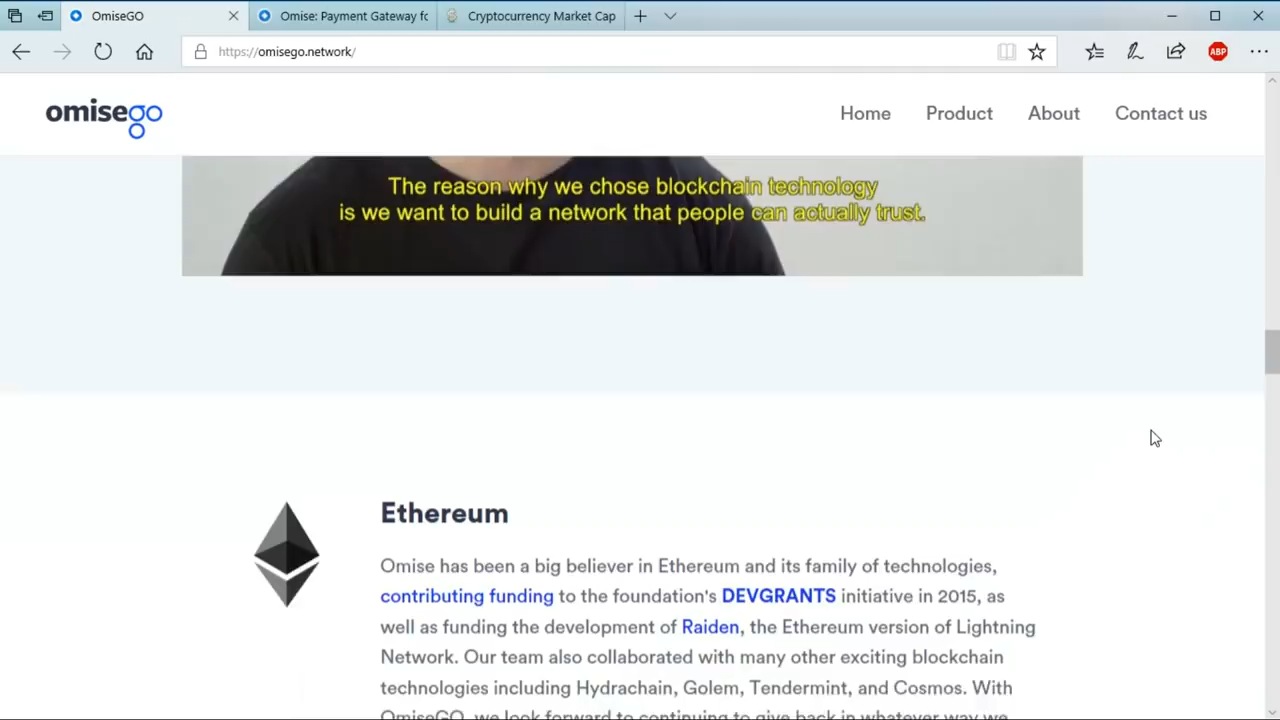 OmiseGO
Omise: Payment Gateway fc
Cryptocurrency Market Cap
https://omisego.network/
ABP
omisego
Home
Product
About
Contact us
The reason why we chose blockchain technology
is we want to build a network that people can actually trust.
Ethereum
Omise has been a big believer in Ethereum and its family of technologies,
contributing funding to the foundation's DEVGRANTS initiative in 2015, as
well as funding the development of Raiden, the Ethereum version of Lightning
Network. Our team also collaborated with many other exciting blockchain
technologies including Hydrachain, Golem, Tendermint, and Cosmos. With
OmiseGO, we look forward to continuing to give back in whatever way we